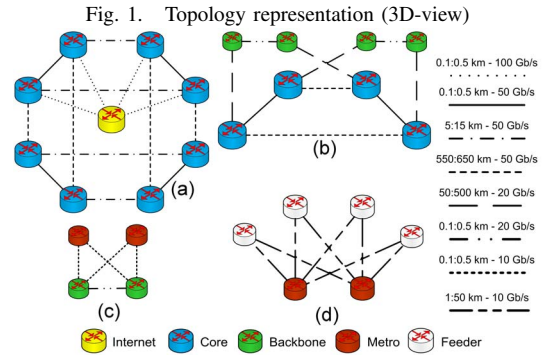 Fig. 1. Topology representation (3D-view)
(a)
(b)
(c)
(d)
0.1:0.5 km - 100 Gb/s
0.1:0.5 km - 50 Gb/s
5:15 km - 50 Gb/s
550:650 km - 50 Gb/s
50:500 km - 20 Gb/s
0.1:0.5 km - 20 Gb/s
0.1:0.5 km - 10 Gb/s
1:50 km - 10 Gb/s
Internet Core Backbone Metro Feeder